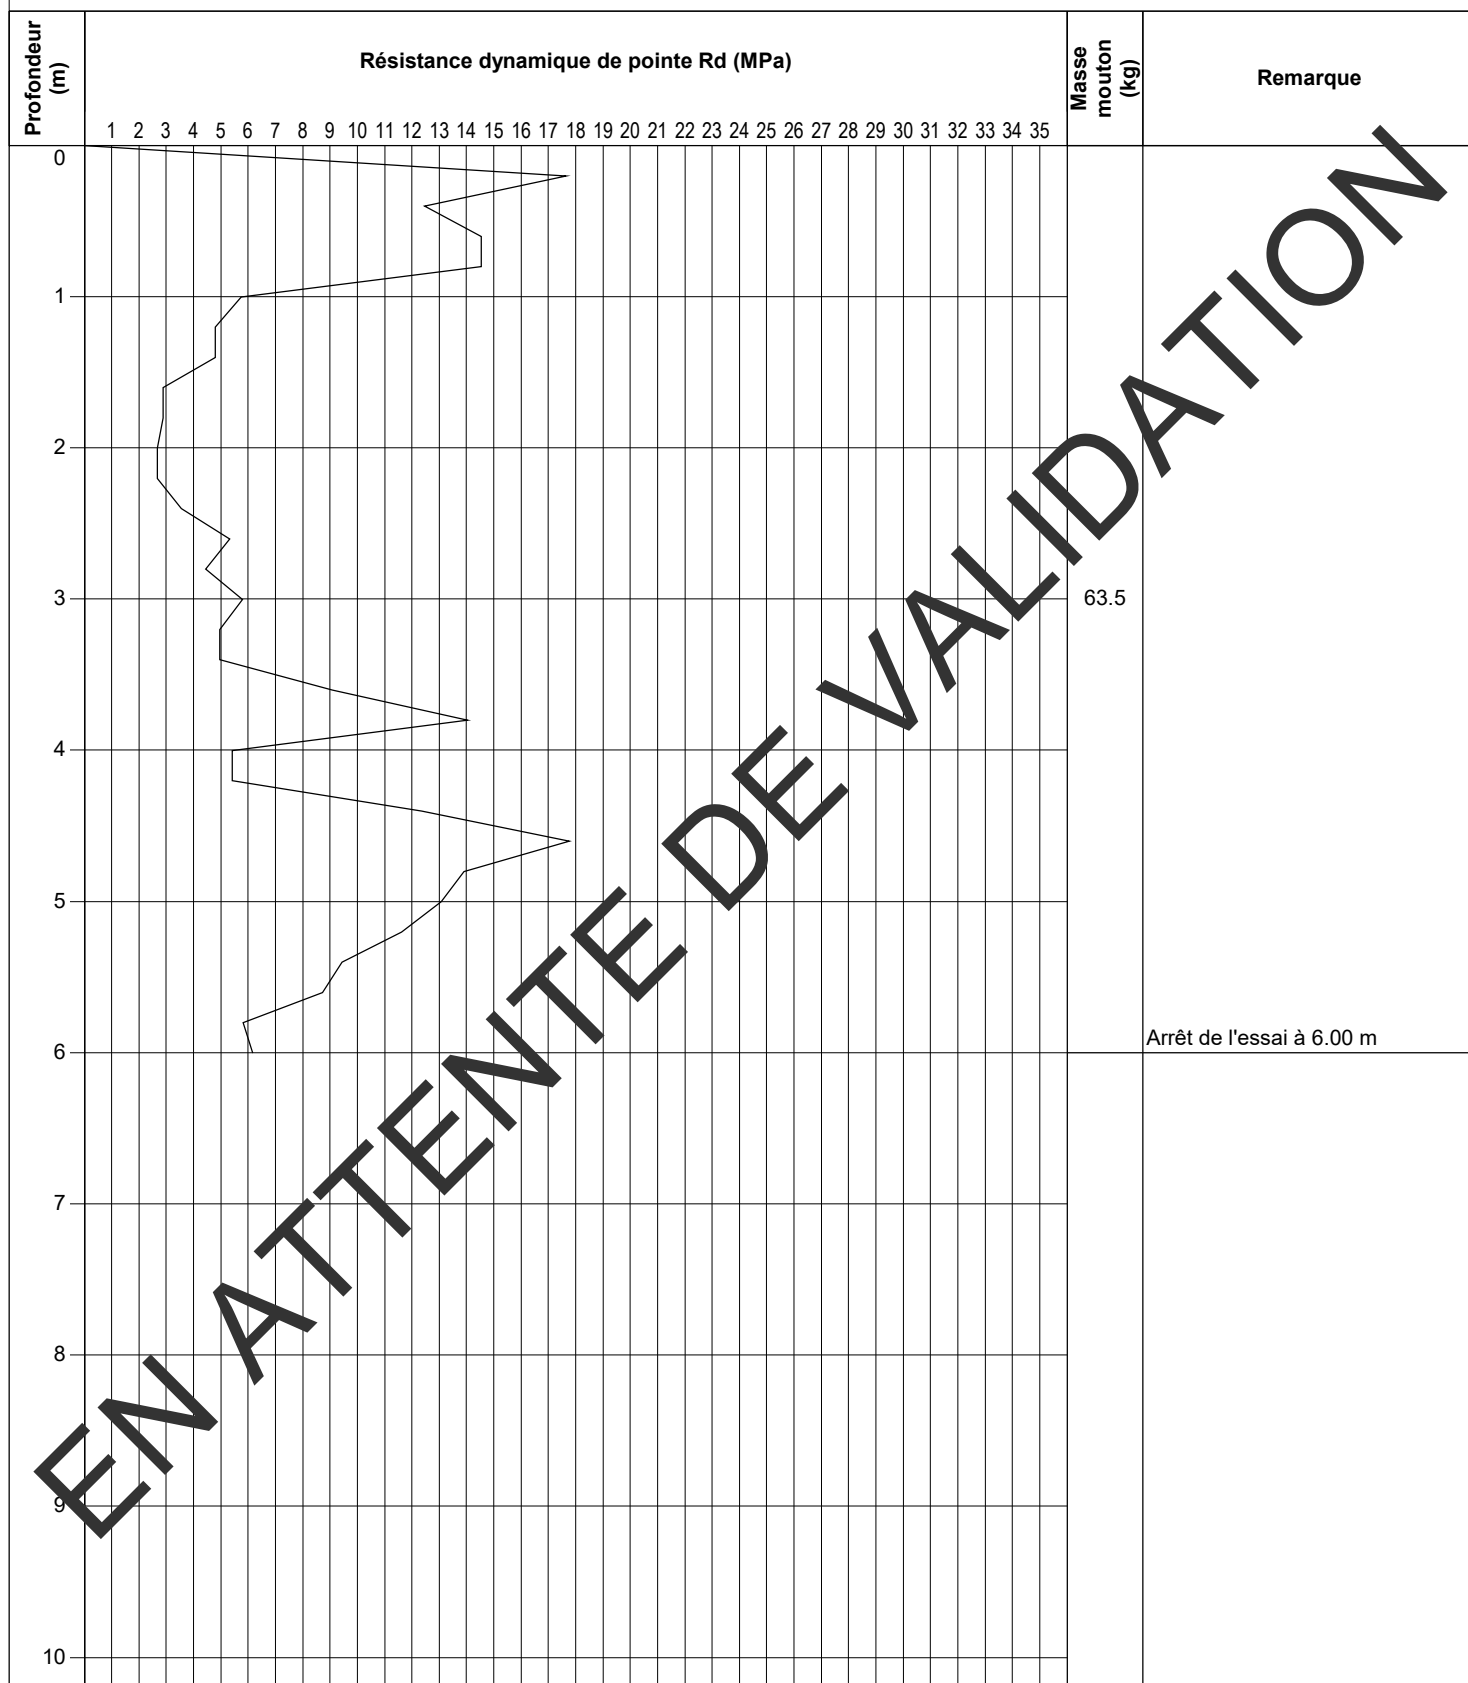 Profondeur
(m)
Résistance dynamique de pointe Rd (MPa)
Masse
mouton
(kg)
Remarque
1 2 3 4 5 6 7 8 9 10 11 12 13 14 15 16 17 18 19 20 21 22 23 24 25 26 27 28 29 30 31 32 33 34 35
0
1
2
3
63.5
4
5
Arrêt de l'essai à 6.00 m
6
7
8
9
10
EN ATTENTE DE VALIDATION